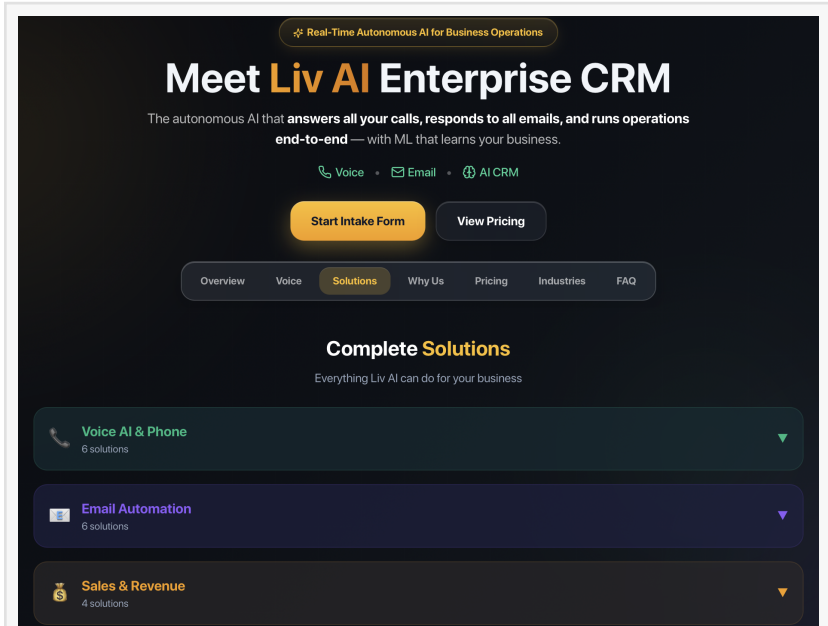 Real-Time Autonomous AI for Business Operations
Meet Liv AI Enterprise CRM
The autonomous AI that answers all your calls, responds to all emails, and runs operations
end-to-end — with ML that learns your business.
Voice • Email • AI CRM
Start Intake Form View Pricing
Overview Voice Solutions Why Us Pricing Industries FAQ
Complete Solutions
Everything Liv AI can do for your business
Voice AI & Phone
6 solutions
Email Automation
6 solutions
Sales & Revenue
4 solutions